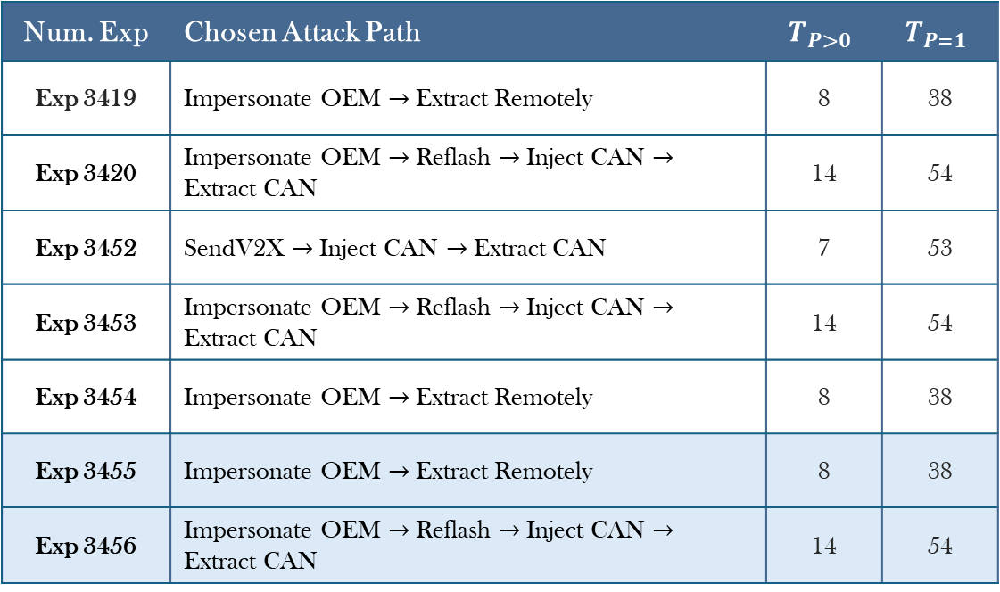 Num. Exp Chosen Attack Path T P>0 T P=1
Exp 3419 Impersonate OEM → Extract Remotely 8 38
Impersonate OEM → Reflash → Inject CAN →
Exp 3420 14 54
Extract CAN
Exp 3452 SendV2X → Inject CAN → Extract CAN 7 53
Impersonate OEM → Reflash → Inject CAN →
Exp 3453 14 54
Extract CAN
Exp 3454 Impersonate OEM → Extract Remotely 8 38
Exp 3455 Impersonate OEM → Extract Remotely 8 38
Impersonate OEM → Reflash → Inject CAN →
Exp 3456 14 54
Extract CAN